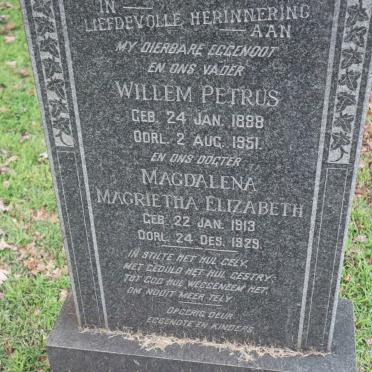 IN
LIEFDEVOLLE HERINNERING
AAN
MY DIERBARE EGGENOOT
EN ONS VADER
WILLEM PETRUS
GEB. 24 JAN. 1888
OORL. 2 AUG. 1951.
EN ONS DOGTER
MAGDALENA
MAGRIETHA ELIZABETH
GEB. 22 JAN. 1913
OORL. 24 DES. 1929.
IN STILTE HET HUL GELY,
MET GEDULD HET HUL GESTRY,
TOT GOD HUL WEGGENEEM HET,
OM NOOIT MEER TE LY.
OPGERIG DEUR
EGGENOTE EN KINDERS.